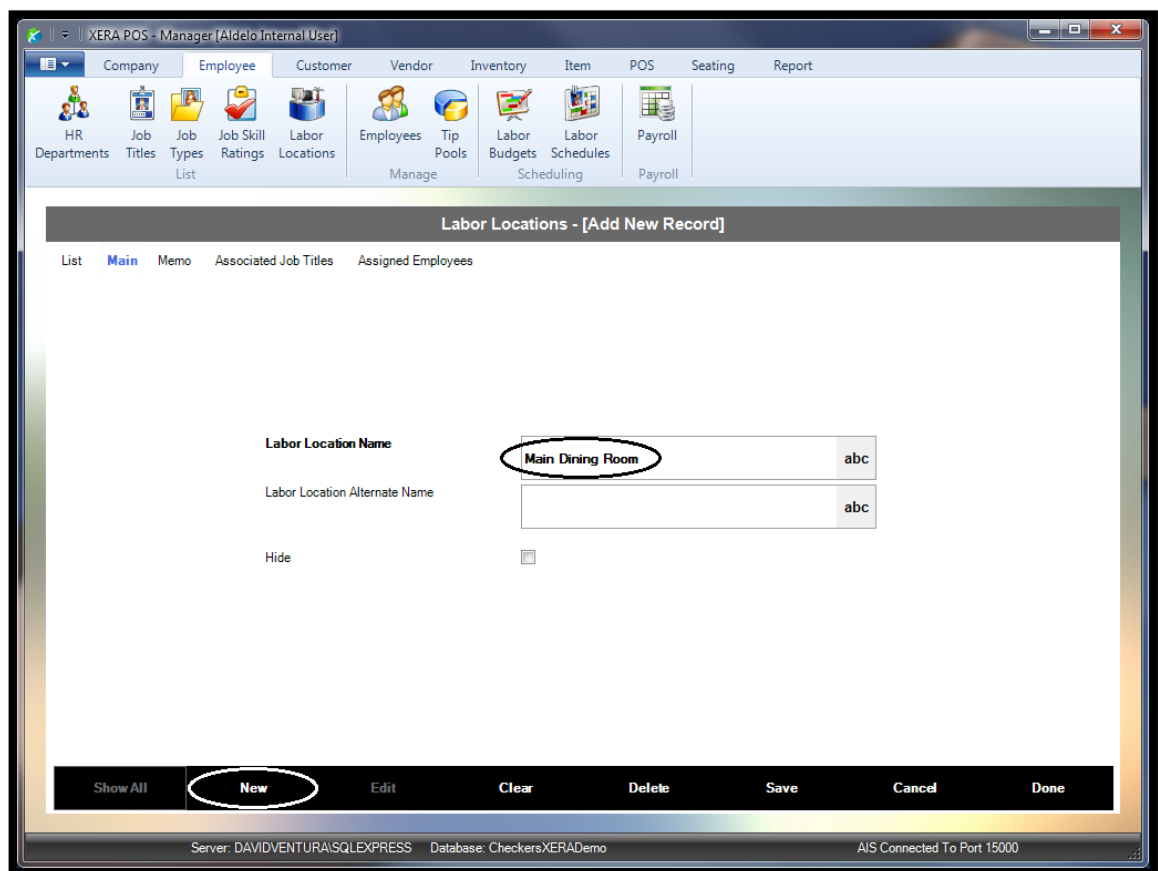 XERA POS - Manager [Aldelo Internal User]
Company Employee Customer Vendor Inventory Item POS Seating Report
HR Departments Job Titles Job Types Job Skill Ratings Labor Locations Employees Tip Pools Labor Budgets Labor Schedules Payroll
List Manage Scheduling Payroll
Labor Locations - [Add New Record]
List Main Memo Associated Job Titles Assigned Employees
Labor Location Name Main Dining Room abc
Labor Location Alternate Name abc
Hide
Show All New Edit Clear Delete Save Cancel Done
Server: DAVIDVENTURA\SQLEXPRESS Database: CheckersXERADemo AIS Connected To Port 15000